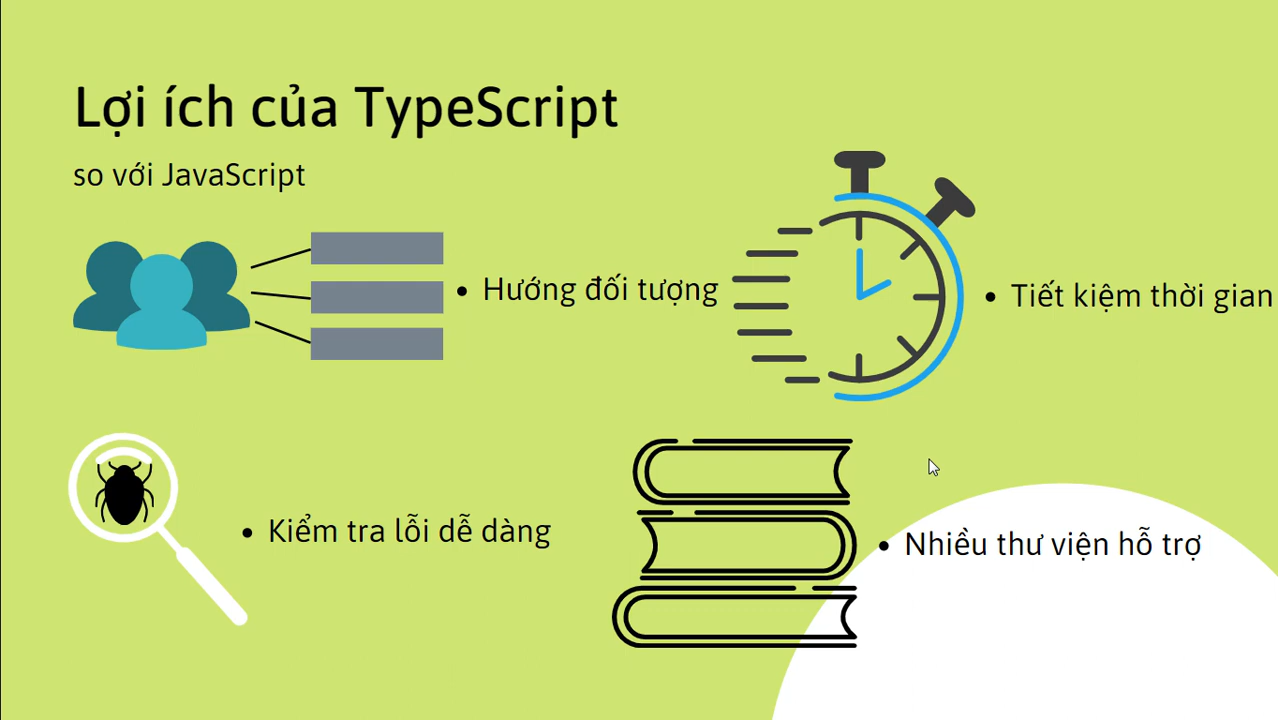 Lợi ích của TypeScript
so với JavaScript
• Hướng đối tượng
• Tiết kiệm thời gian
• Kiểm tra lỗi dễ dàng
• Nhiều thư viện hỗ trợ